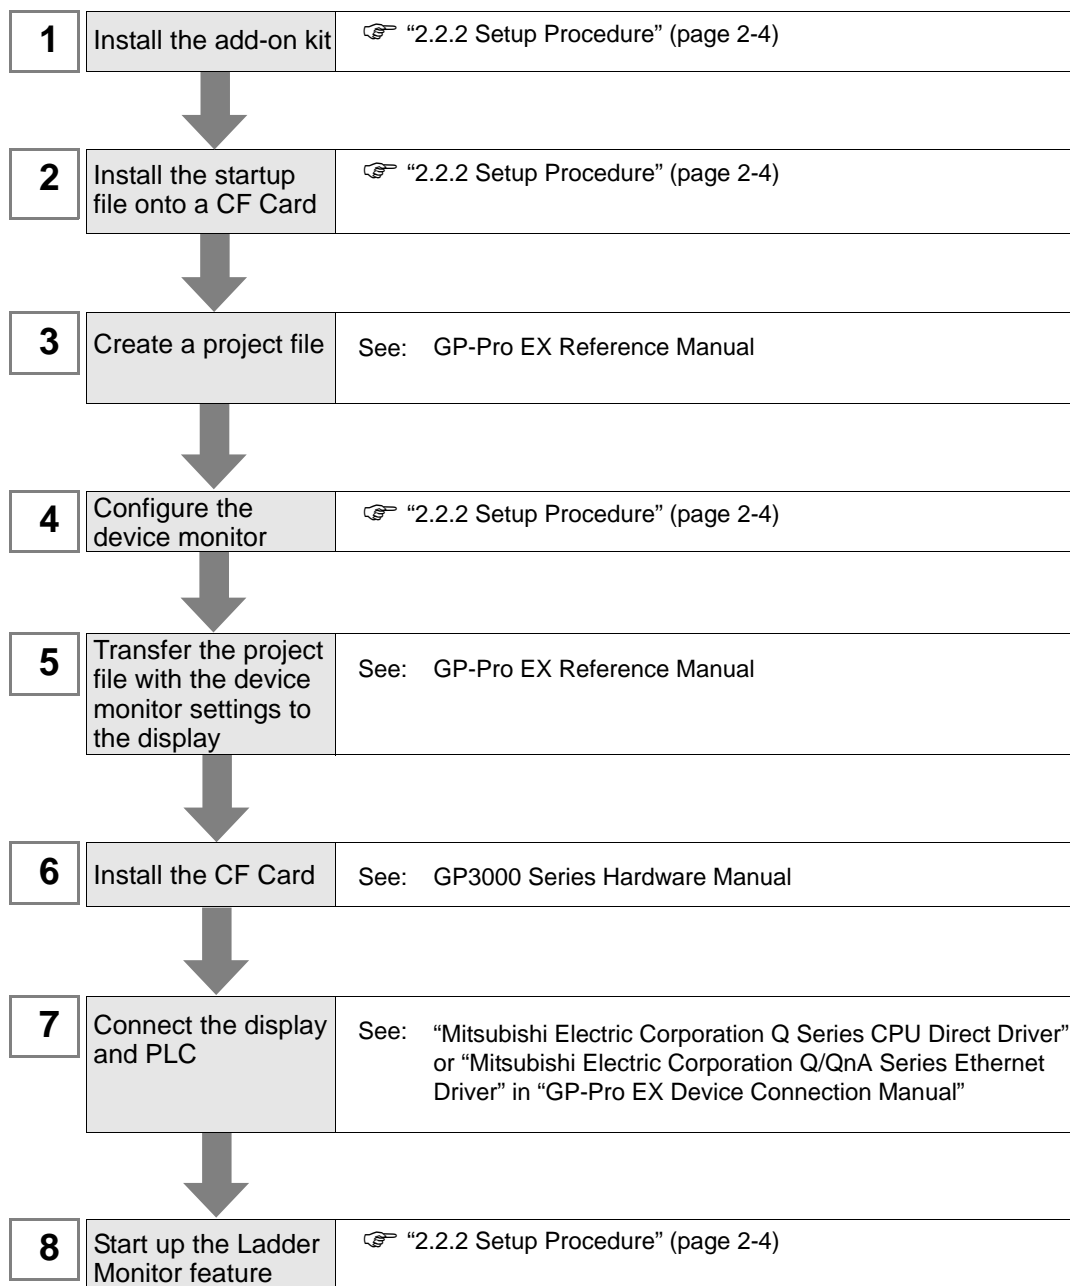 1
Install the add-on kit
☞ “2.2.2 Setup Procedure” (page 2-4)
2
Install the startup
file onto a CF Card
☞ “2.2.2 Setup Procedure” (page 2-4)
3
Create a project file
See: GP-Pro EX Reference Manual
4
Configure the
device monitor
☞ “2.2.2 Setup Procedure” (page 2-4)
5
Transfer the project
file with the device
monitor settings to
the display
See: GP-Pro EX Reference Manual
6
Install the CF Card
See: GP3000 Series Hardware Manual
7
Connect the display
and PLC
See: “Mitsubishi Electric Corporation Q Series CPU Direct Driver”
or “Mitsubishi Electric Corporation Q/QnA Series Ethernet
Driver” in “GP-Pro EX Device Connection Manual”
8
Start up the Ladder
Monitor feature
☞ “2.2.2 Setup Procedure” (page 2-4)